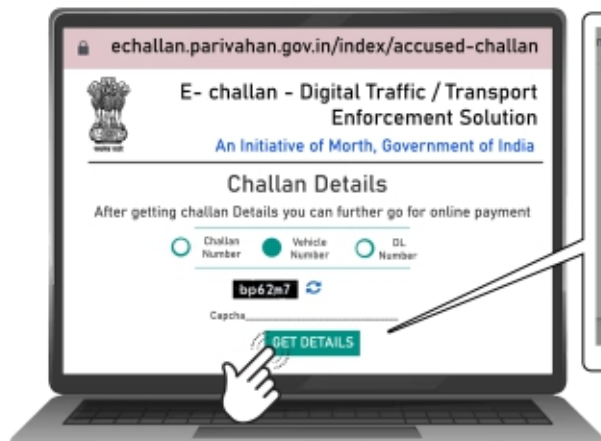 echallan.parivahan.gov.in/index/accused-challan
E- challan - Digital Traffic / Transport
Enforcement Solution
An Initiative of Morth, Government of India
Challan Details
After getting challan Details you can further go for online payment
Challan
Number
Vehicle
Number
DL
Number
bp62m7
Capcha
GET DETAILS